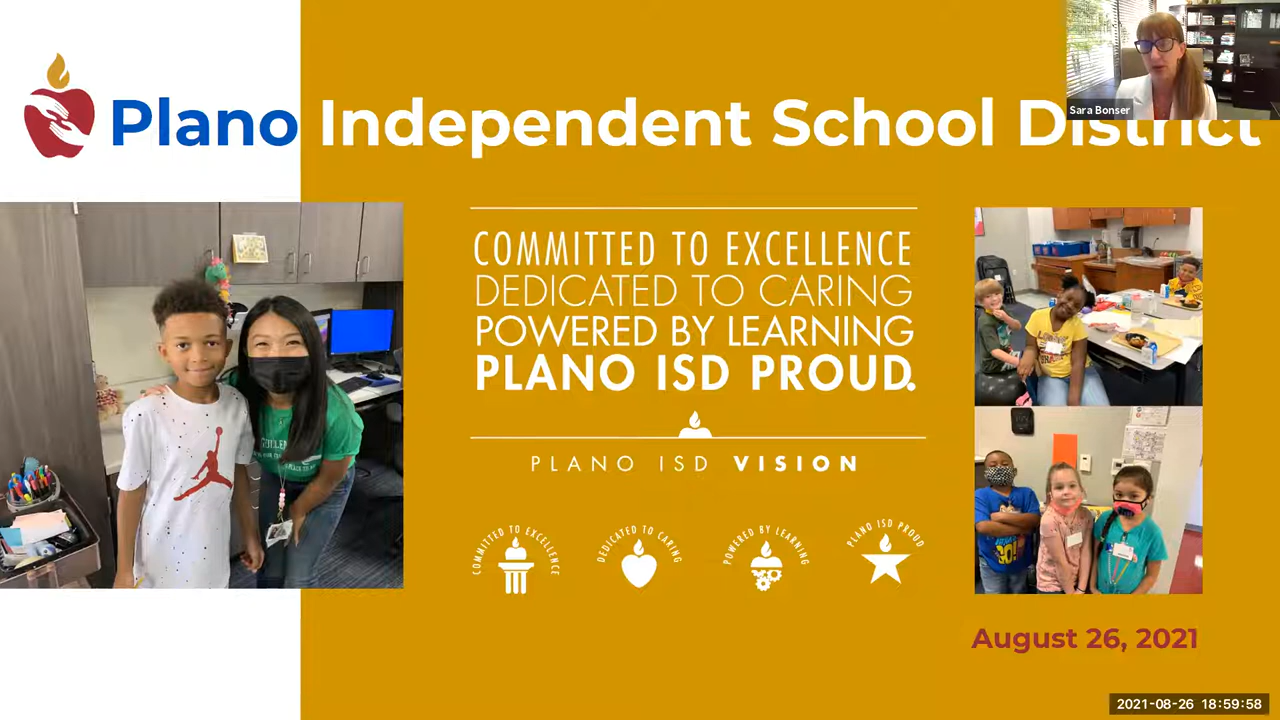 Sara Bonser
Plano Independent School District
COMMITTED TO EXCELLENCE
DEDICATED TO CARING
POWERED BY LEARNING
PLANO ISD PROUD.
PLANO ISD VISION
COMMITTED TO EXCELLENCE
DEDICATED TO CARING
POWERED BY LEARNING
PLANO ISD PROUD
August 26, 2021
2021-08-26 18:59:58